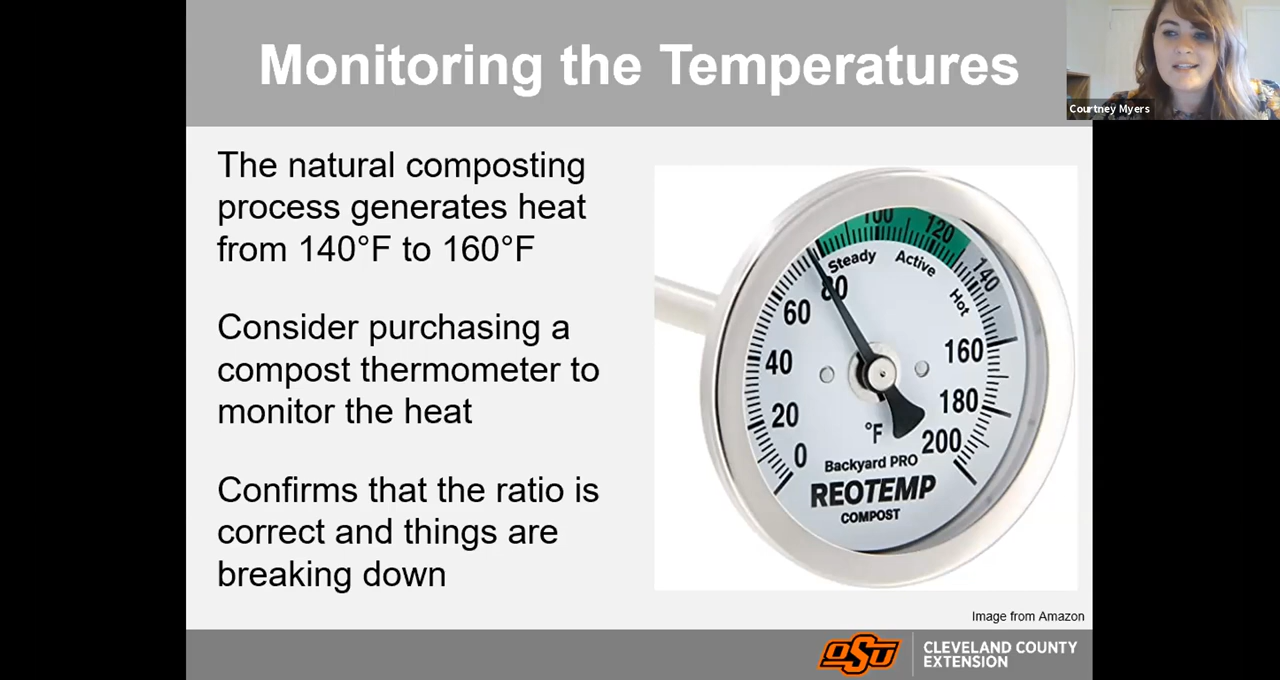 Monitoring the Temperatures
Courtney Myers
The natural composting
process generates heat
from 140°F to 160°F
Consider purchasing a
compost thermometer to
monitor the heat
Confirms that the ratio is
correct and things are
breaking down
0
20
40
60
80
100
120
140
160
180
200
Steady
Active
Hot
°F
Backyard PRO
REOTEMP
COMPOST
Image from Amazon
OSU
CLEVELAND COUNTY
EXTENSION